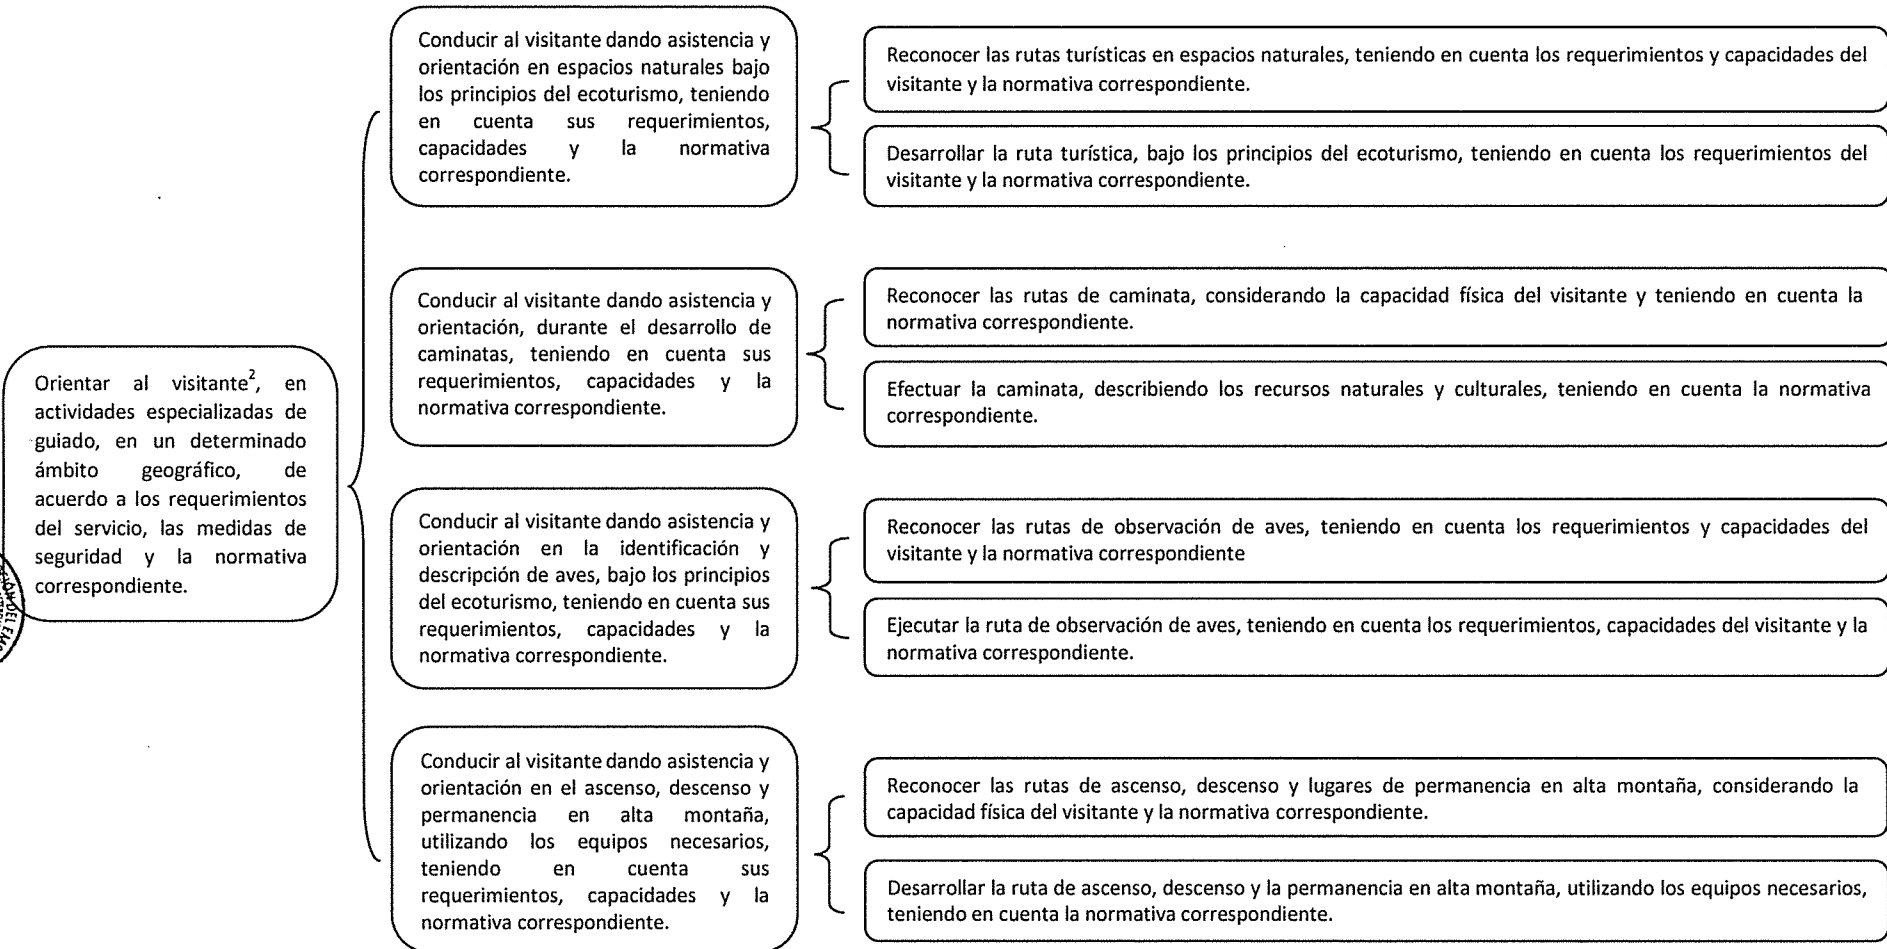 Orientar al visitante², en
actividades especializadas de
guiado, en un determinado
ámbito geográfico, de
acuerdo a los requerimientos
del servicio, las medidas de
seguridad y la normativa
correspondiente.
Conducir al visitante dando asistencia y
orientación en espacios naturales bajo
los principios del ecoturismo, teniendo
en cuenta sus requerimientos,
capacidades y la normativa
correspondiente.
Reconocer las rutas turísticas en espacios naturales, teniendo en cuenta los requerimientos y capacidades del
visitante y la normativa correspondiente.
Desarrollar la ruta turística, bajo los principios del ecoturismo, teniendo en cuenta los requerimientos del
visitante y la normativa correspondiente.
Conducir al visitante dando asistencia y
orientación, durante el desarrollo de
caminatas, teniendo en cuenta sus
requerimientos, capacidades y la
normativa correspondiente.
Reconocer las rutas de caminata, considerando la capacidad física del visitante y teniendo en cuenta la
normativa correspondiente.
Efectuar la caminata, describiendo los recursos naturales y culturales, teniendo en cuenta la normativa
correspondiente.
Conducir al visitante dando asistencia y
orientación en la identificación y
descripción de aves, bajo los principios
del ecoturismo, teniendo en cuenta sus
requerimientos, capacidades y la
normativa correspondiente.
Reconocer las rutas de observación de aves, teniendo en cuenta los requerimientos y capacidades del
visitante y la normativa correspondiente
Ejecutar la ruta de observación de aves, teniendo en cuenta los requerimientos, capacidades del visitante y la
normativa correspondiente.
Conducir al visitante dando asistencia y
orientación en el ascenso, descenso y
permanencia en alta montaña,
utilizando los equipos necesarios,
teniendo en cuenta sus
requerimientos, capacidades y la
normativa correspondiente.
Reconocer las rutas de ascenso, descenso y lugares de permanencia en alta montaña, considerando la
capacidad física del visitante y la normativa correspondiente.
Desarrollar la ruta de ascenso, descenso y la permanencia en alta montaña, utilizando los equipos necesarios,
teniendo en cuenta la normativa correspondiente.